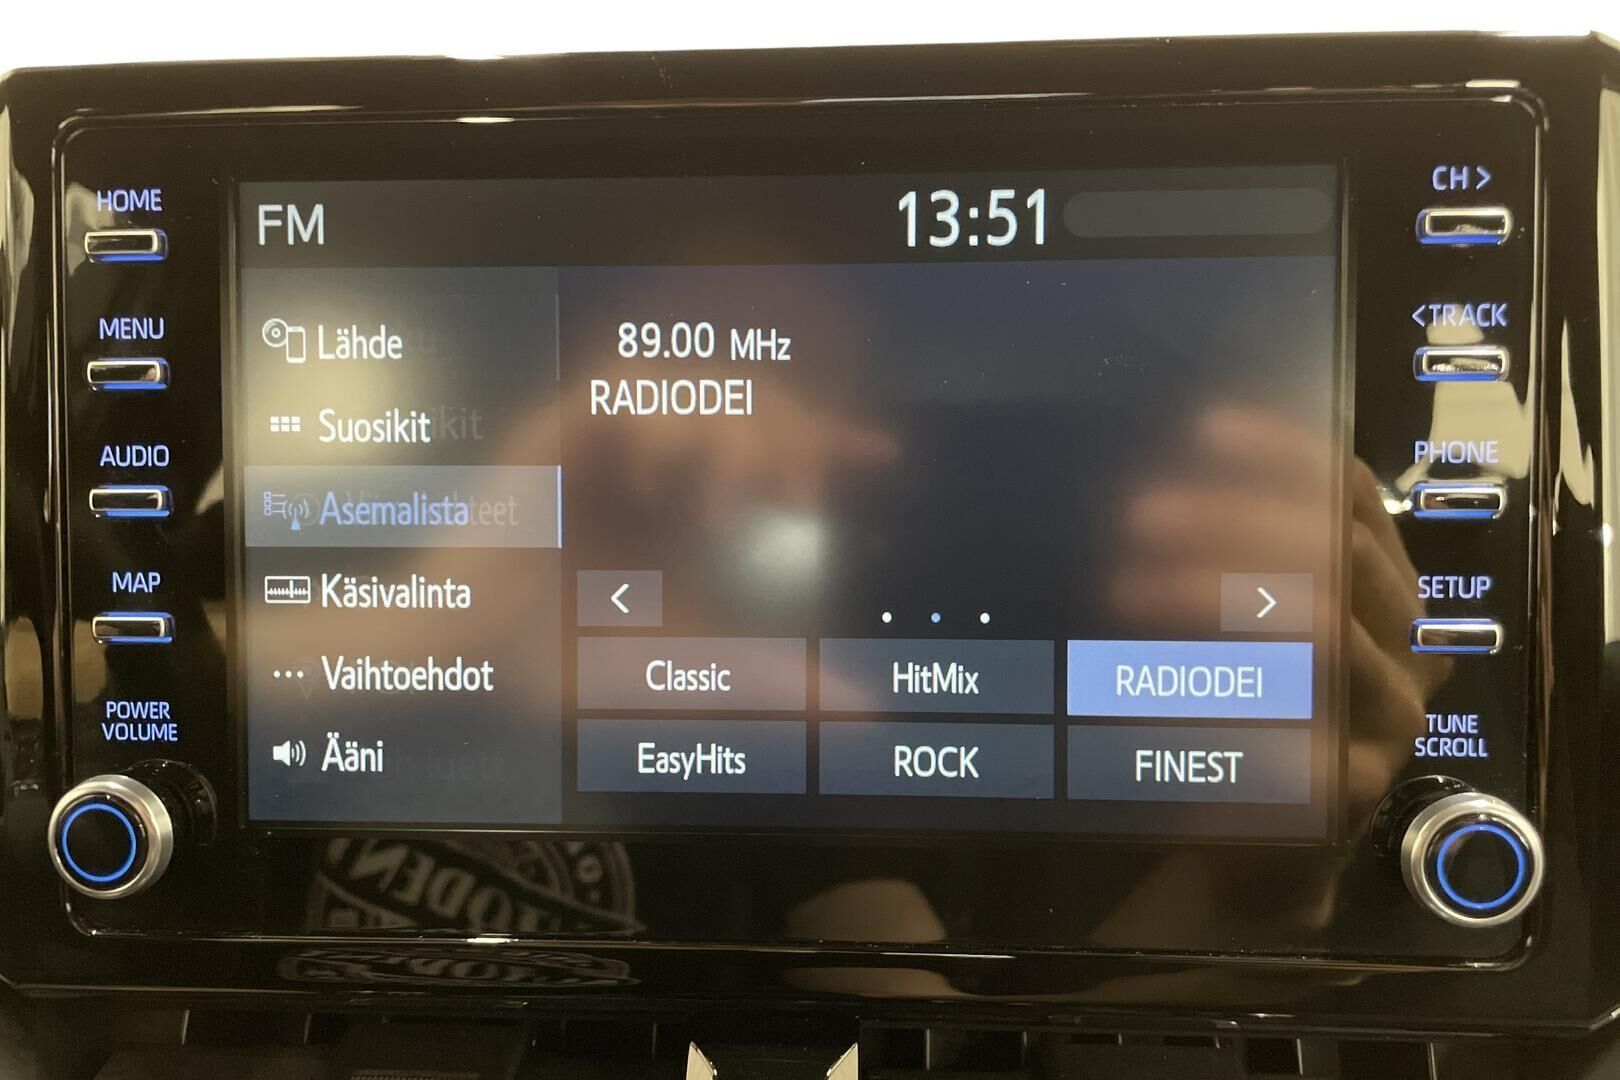 HOME
MENU
AUDIO
MAP
POWER
VOLUME
FM
13:51
Lähde
Suosikit
Asemalista
Käsivalinta
Vaihtoehdot
Ääni
89.00 MHz
RADIODEI
<
>
Classic
HitMix
RADIODEI
EasyHits
ROCK
FINEST
CH >
<TRACK
PHONE
SETUP
TUNE
SCROLL